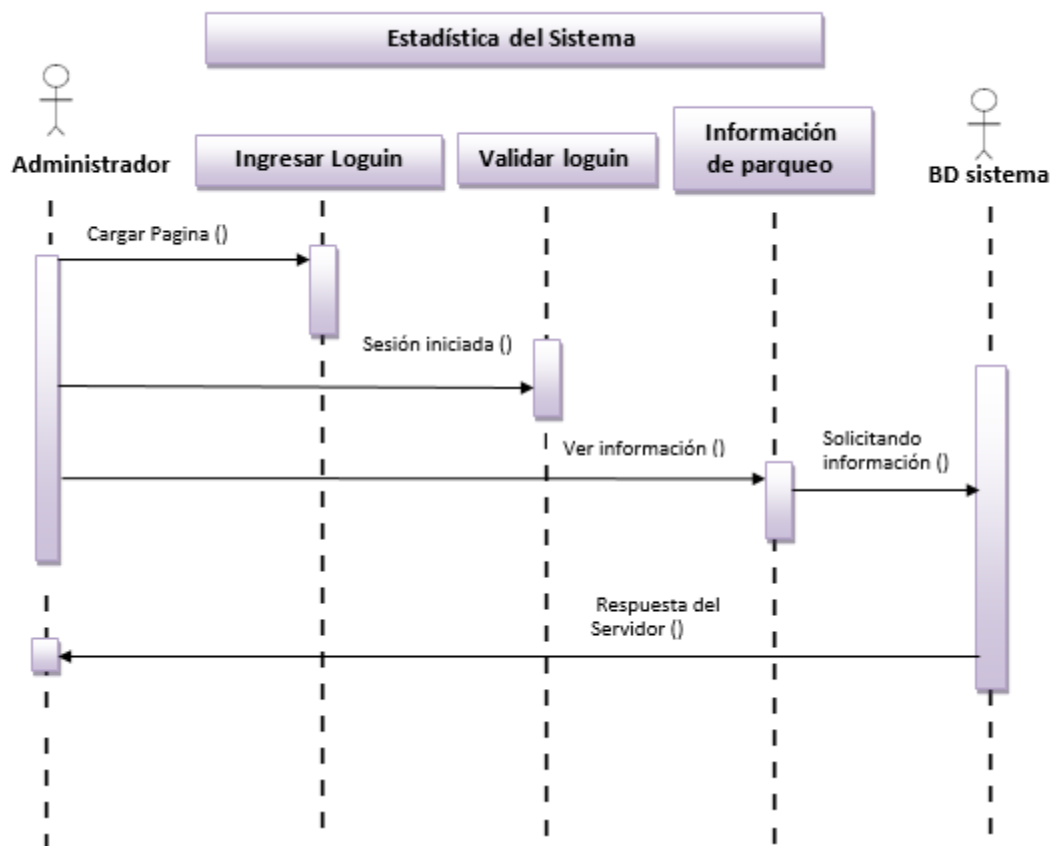 Estadística del Sistema
Administrador
Ingresar Loguin
Validar loguin
Información
de parqueo
BD sistema
Cargar Pagina ()
Sesión iniciada ()
Ver información ()
Solicitando
información ()
Respuesta del
Servidor ()